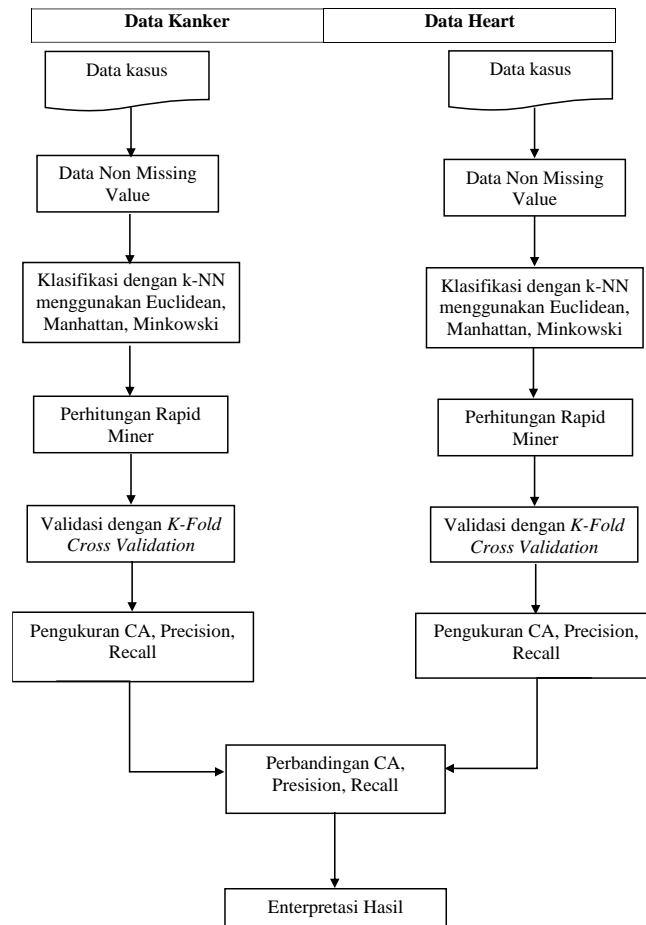 Data Kanker
Data Heart
Data kasus
Data Non Missing
Value
Klasifikasi dengan k-NN
menggunakan Euclidean,
Manhattan, Minkowski
Perhitungan Rapid
Miner
Validasi dengan K-Fold
Cross Validation
Pengukuran CA, Precision,
Recall
Data kasus
Data Non Missing
Value
Klasifikasi dengan k-NN
menggunakan Euclidean,
Manhattan, Minkowski
Perhitungan Rapid
Miner
Validasi dengan K-Fold
Cross Validation
Pengukuran CA, Precision,
Recall
Perbandingan CA,
Presision, Recall
Enterpretasi Hasil